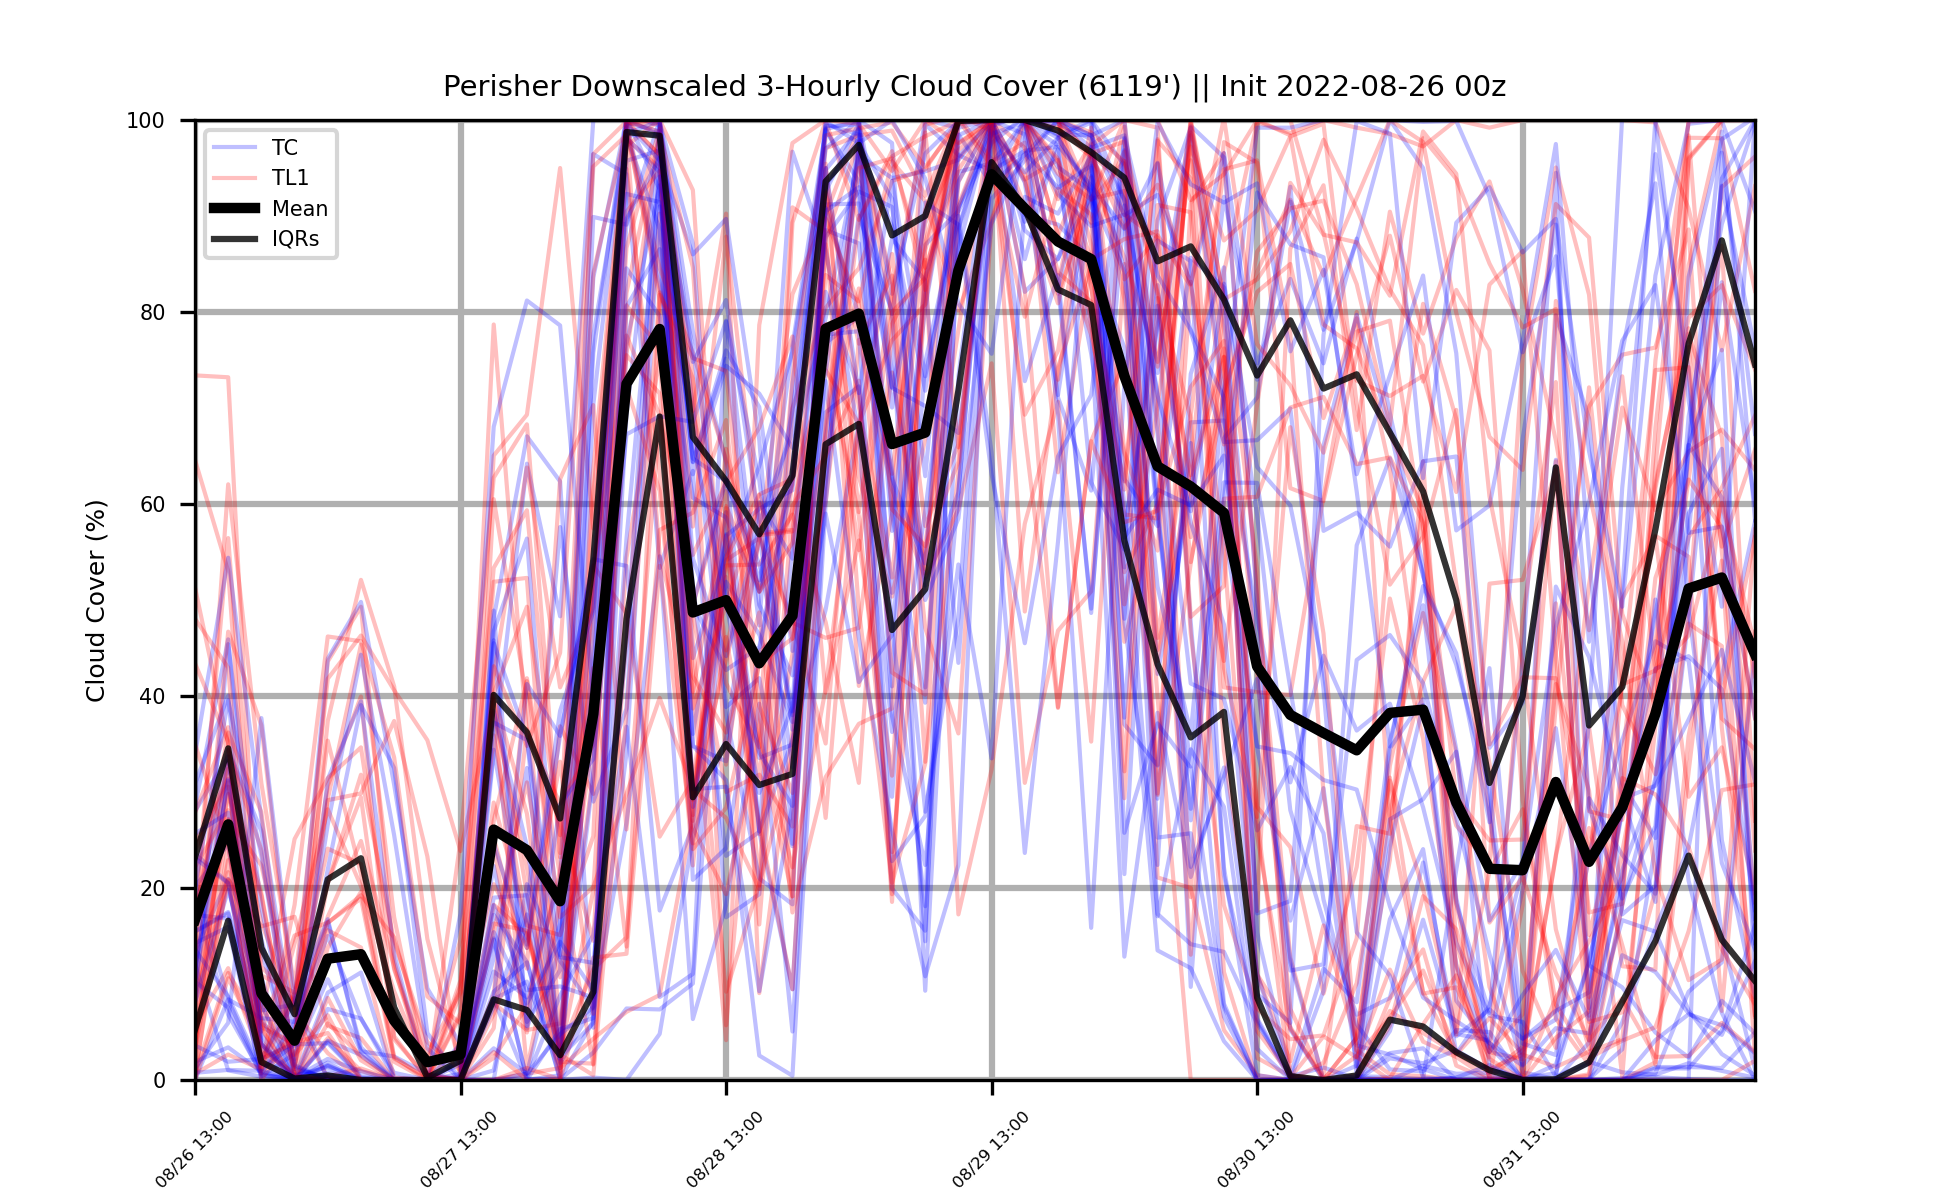 Perisher Downscaled 3-Hourly Cloud Cover (6119') || Init 2022-08-26 00z
TC
TL1
Mean
IQRs
Cloud Cover (%)
100
80
60
40
20
0
08/26 13:00
08/27 13:00
08/28 13:00
08/29 13:00
08/30 13:00
08/31 13:00